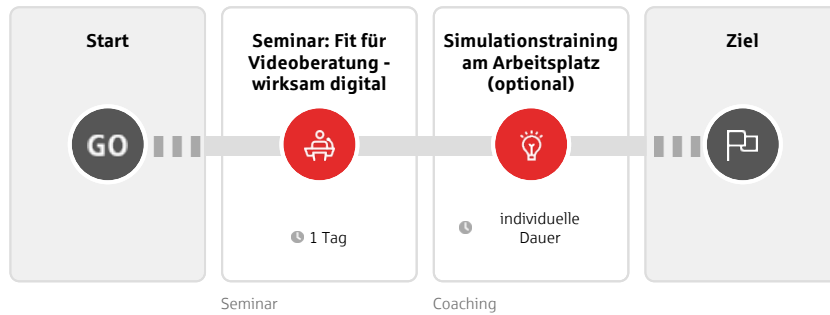 Start
GO
Seminar: Fit für
Videoberatung -
wirksam digital
1 Tag
Seminar
Simulationstraining
am Arbeitsplatz
(optional)
individuelle
Dauer
Coaching
Ziel